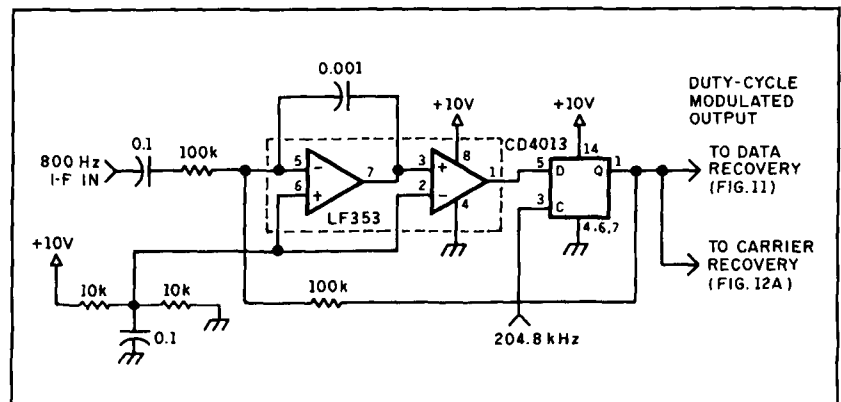 0.001
+10V
+10V
DUTY-CYCLE
MODULATED
OUTPUT
CD4013
0.1
100k
800 Hz
I-F IN
5
-
6
+
7
3
+
2
-
8
4
1
5
D
3
C
14
Q
1
4,6,7
TO DATA
RECOVERY
(FIG.11)
LF353
+10V
TO CARRIER
RECOVERY
(FIG. 12A)
10k
10k
100k
0.1
204.8 kHz